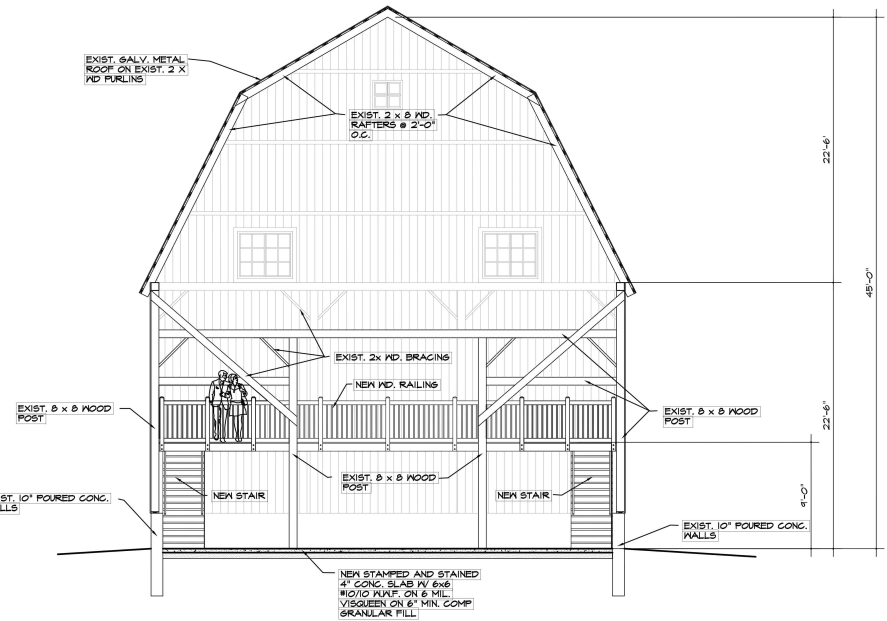 EXIST. GALV. METAL
ROOF ON EXIST. 2 X
WD PURLINS
EXIST. 2 x 8 WD.
RAFTERS @ 2'-0"
O.C.
22'-6'
45'-0"
EXIST. 2x WD. BRACING
NEW WD. RAILING
EXIST. 8 x 8 WOOD
POST
EXIST. 8 x 8 WOOD
POST
22'-6"
EXIST. 8 x 8 WOOD
POST
NEW STAIR
NEW STAIR
9'-0"
ST. 10" POURED CONC.
LLS
EXIST. 10" POURED CONC.
WALLS
NEW STAMPED AND STAINED
4" CONC. SLAB W/ 6x6
#10/10 W.W.F. ON 6 MIL.
VISQUEEN ON 6" MIN. COMP
GRANULAR FILL